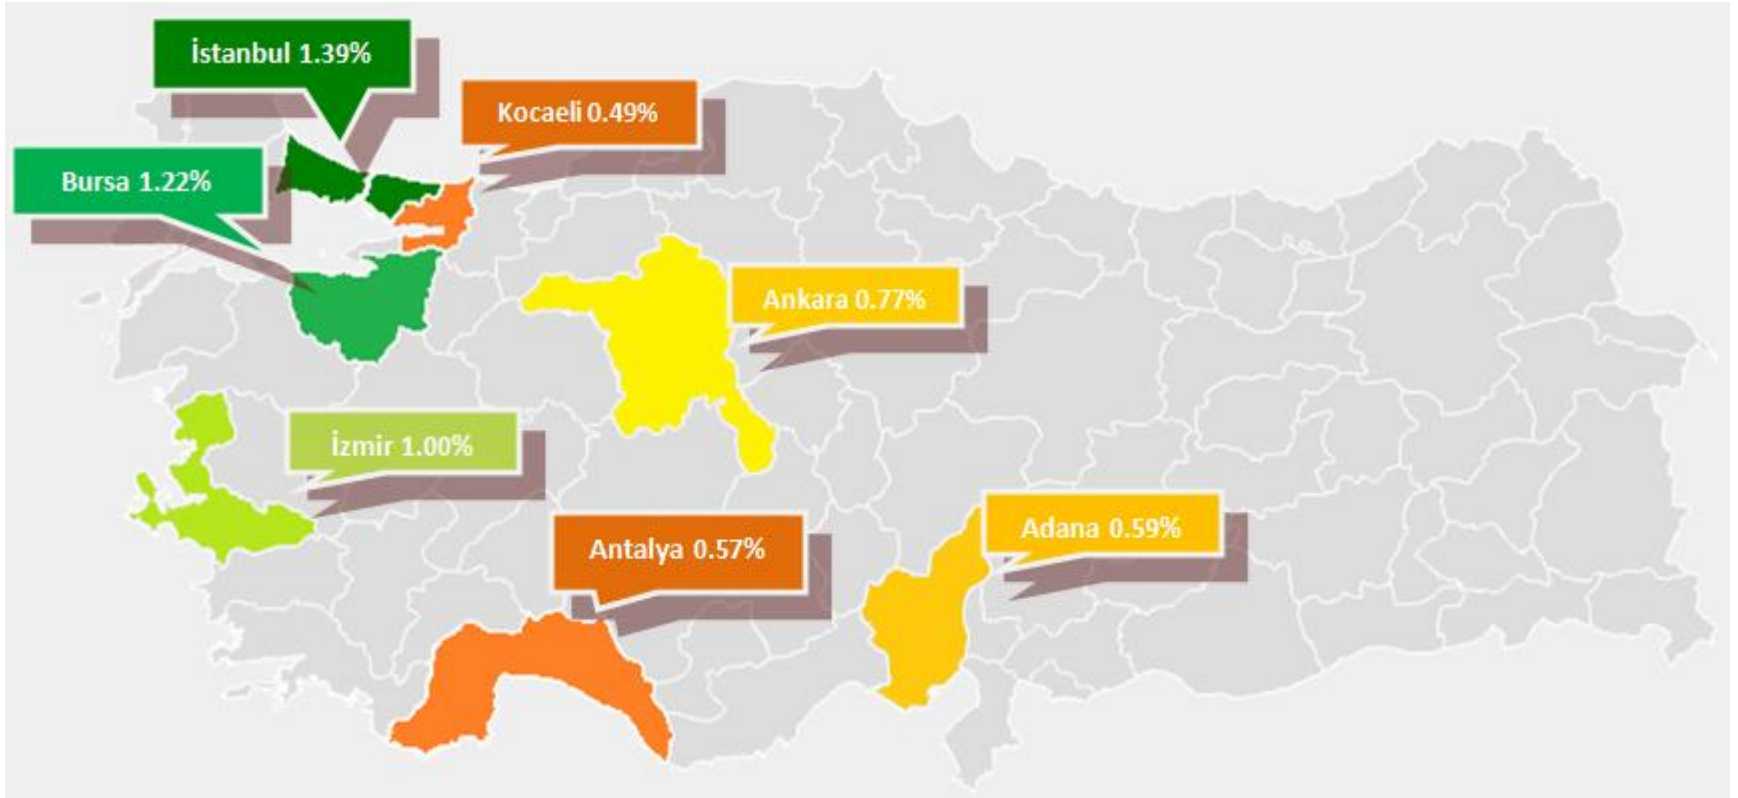 İstanbul 1.39%
Kocaeli 0.49%
Bursa 1.22%
Ankara 0.77%
İzmir 1.00%
Adana 0.59%
Antalya 0.57%